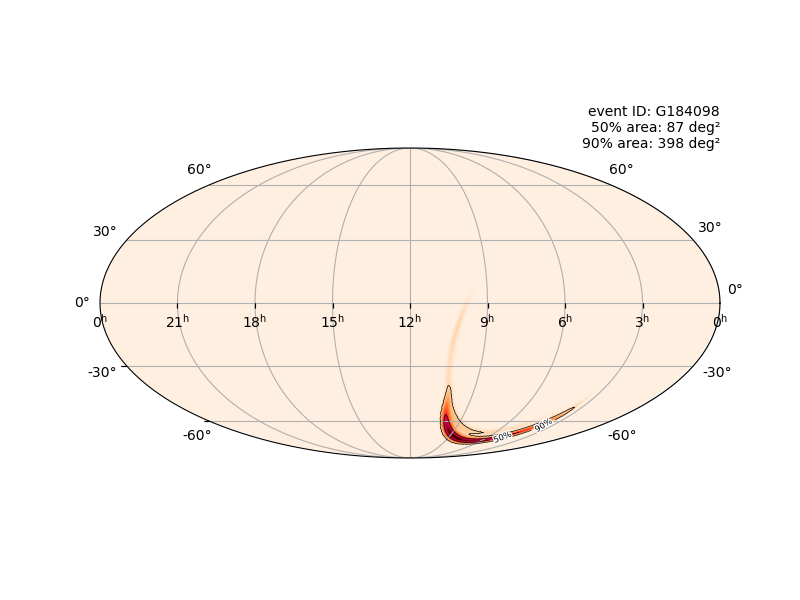 event ID: G184098
50% area: 87 deg²
90% area: 398 deg²
60° 60°
30° 30°
0° 0°
0h 21h 18h 15h 12h 9h 6h 3h 0h
-30° -30°
-60° -60°
50% 90%